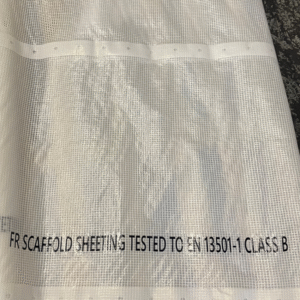 FR SCAFFOLD SHEETING TESTED TO EN 13501-1 CLASS B